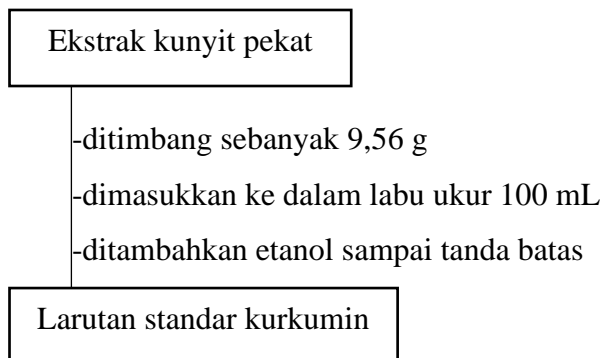 Ekstrak kunyit pekat
-ditimbang sebanyak 9,56 g
-dimasukkan ke dalam labu ukur 100 mL
-ditambahkan etanol sampai tanda batas
Larutan standar kurkumin